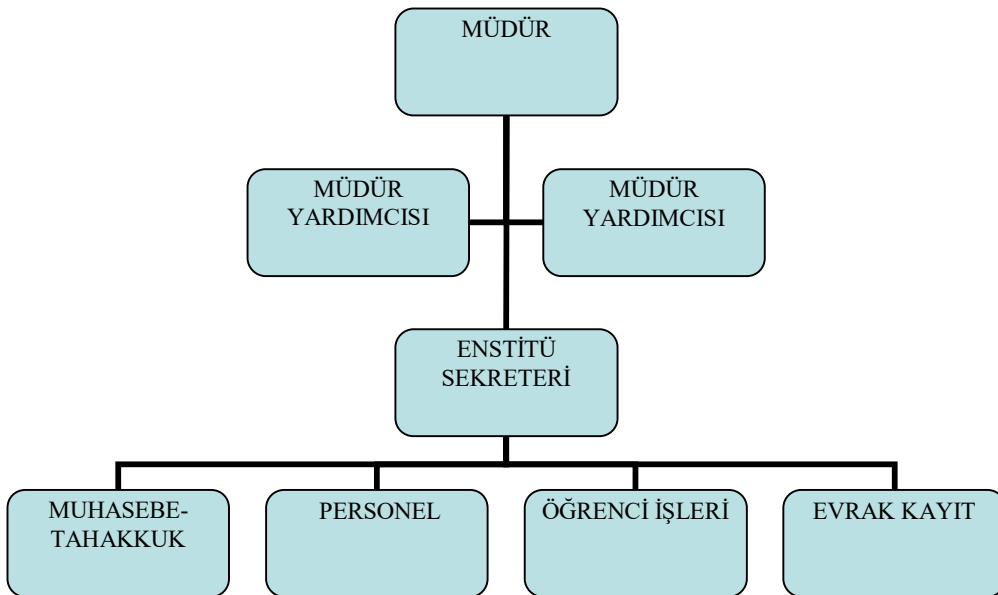 MÜDÜR
MÜDÜR
YARDIMCISI
MÜDÜR
YARDIMCISI
ENSTİTÜ
SEKRETERİ
MUHASEBE-
TAHAKKUK
PERSONEL
ÖĞRENCİ İŞLERİ
EVRAK KAYIT